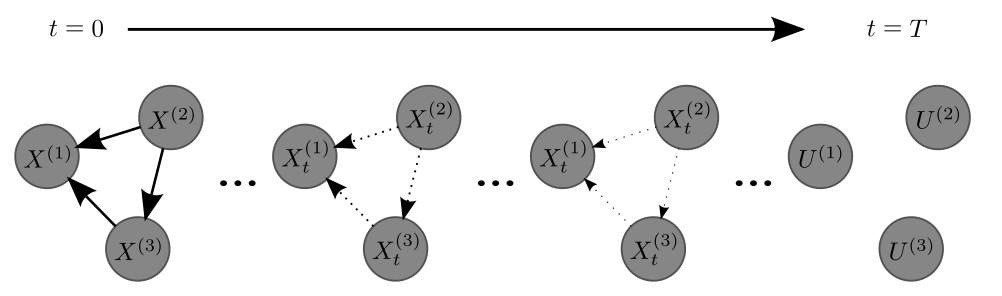 t = 0 t = T
X^{(1)} X^{(2)} X^{(3)} ...
X_t^{(1)} X_t^{(2)} X_t^{(3)} ...
X_t^{(1)} X_t^{(2)} X_t^{(3)} ...
U^{(1)} U^{(2)} U^{(3)}